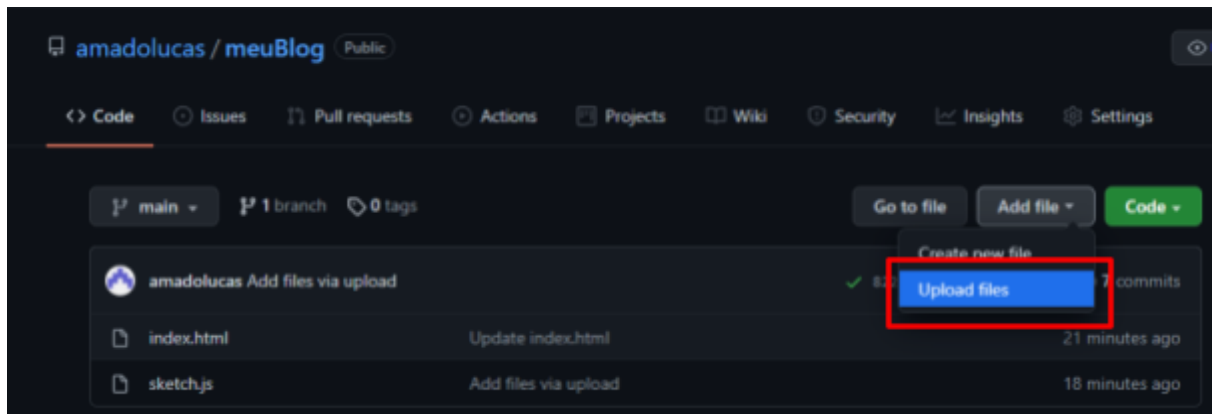 amadolucas / meuBlog Public
Code Issues Pull requests Actions Projects Wiki Security Insights Settings
main 1 branch 0 tags Go to file Add file Code
Create new file
amadolucas Add files via upload 7 commits
Upload files
index.html Update index.html 21 minutes ago
sketch.js Add files via upload 18 minutes ago